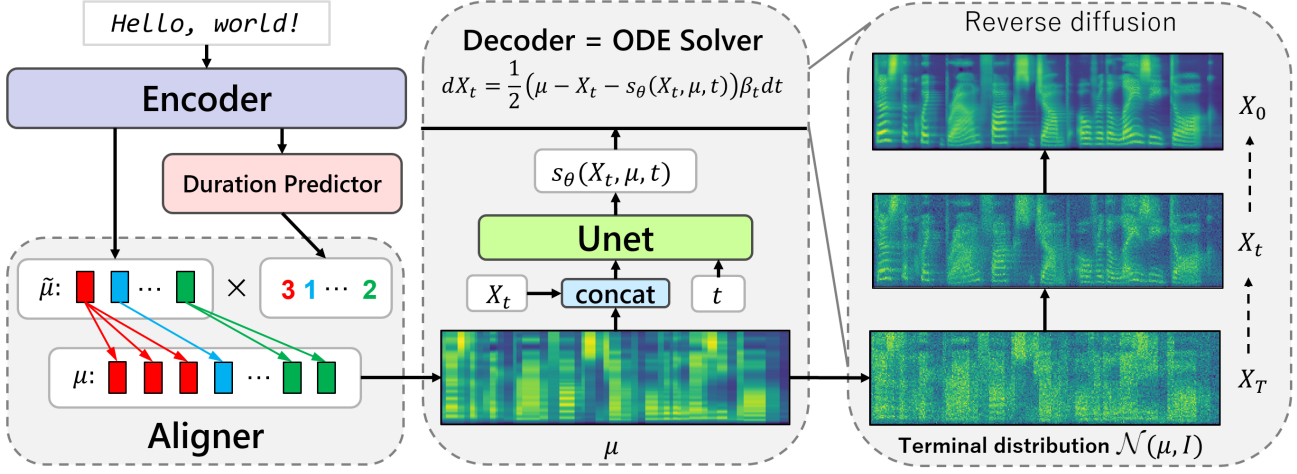 Hello, world!
Encoder
Duration Predictor
μ̃: ⋯ × 3 1 ⋯ 2
μ: ⋯
Aligner
Decoder = ODE Solver
dX_t = 1/2 (μ − X_t − s_θ(X_t, μ, t))β_t dt
s_θ(X_t, μ, t)
Unet
X_t concat t
μ
Reverse diffusion
X_0
X_t
X_T
Terminal distribution 𝒩(μ, I)